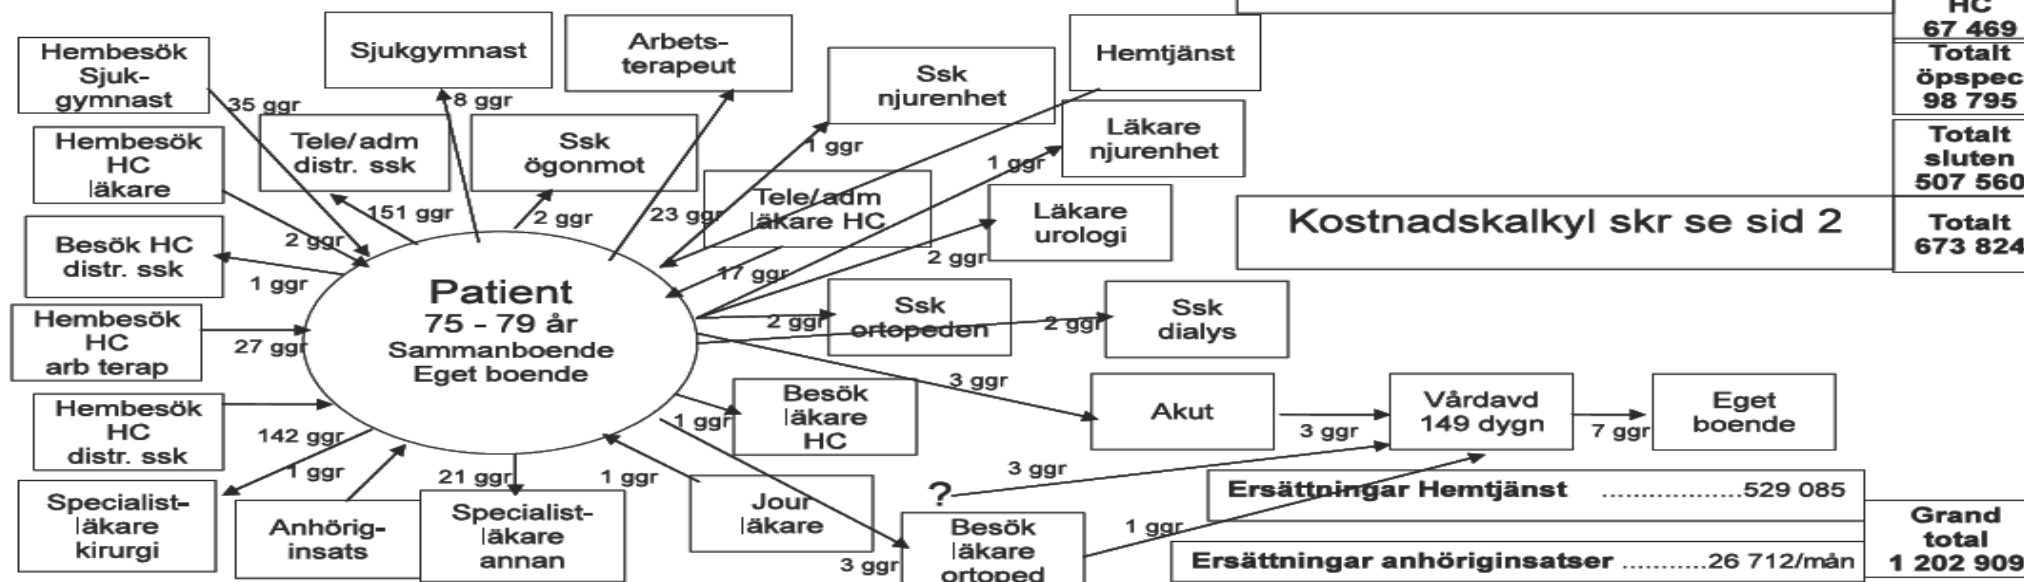 HC
67 469
Totalt
öpspec
98 795
Totalt
sluten
507 560
Totalt
673 824
Kostnadskalkyl skr se sid 2
Hembesök
Sjuk-
gymnast
35 ggr
Sjukgymnast
8 ggr
Arbets-
terapeut
23 ggr
Ssk
njurenhet
1 ggr
Hemtjänst
Hembesök
HC
läkare
2 ggr
Tele/adm
distr. ssk
151 ggr
Ssk
ögonmot
2 ggr
Tele/adm
läkare HC
17 ggr
Läkare
njurenhet
1 ggr
Läkare
urologi
2 ggr
Besök HC
distr. ssk
1 ggr
Patient
75 - 79 år
Sammanboende
Eget boende
Ssk
ortopeden
2 ggr
Ssk
dialys
2 ggr
Hembesök
HC
arb terap
27 ggr
Hembesök
HC
distr. ssk
142 ggr
Besök
läkare
HC
1 ggr
3 ggr
Akut
3 ggr
Vårdavd
149 dygn
7 ggr
Eget
boende
Specialist-
läkare
kirurgi
1 ggr
Anhörig-
insats
Specialist-
läkare
annan
21 ggr
Jour
läkare
1 ggr
?
3 ggr
Besök
läkare
ortoped
3 ggr
1 ggr
Ersättningar Hemtjänst .................529 085
Ersättningar anhöriginsatser ...........26 712/mån
Grand
total
1 202 909